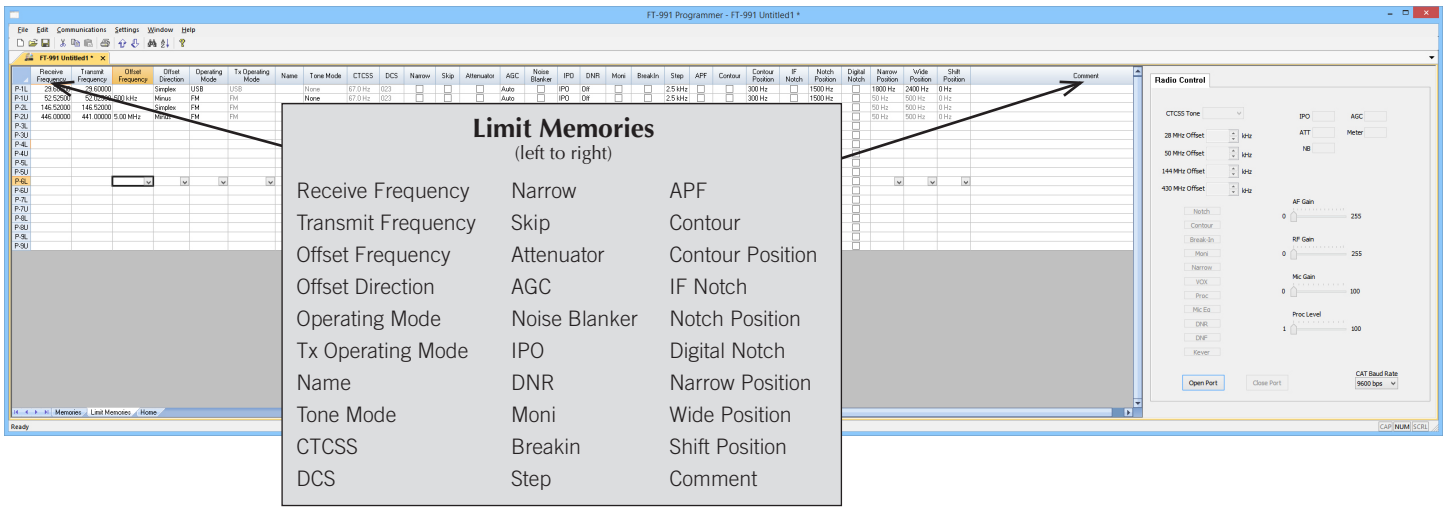 FT-991 Programmer - FT-991 Untitled1 *
File Edit Communications Settings Window Help
FT-991 Untitled1 * X
Receive Frequency Transmit Frequency Offset Frequency Offset Direction Operating Mode Tx Operating Mode Name Tone Mode CTCSS DCS Narrow Skip Attenuator AGC Noise Blanker IPO DNR Moni BreakIn Step APF Contour Contour Position IF Notch Notch Position Digital Notch Narrow Position Wide Position Shift Position Comment
P-1L 29.60000 29.60000 Simplex USB USB None 67.0 Hz 023 Auto IPO Off 2.5 kHz 300 Hz 1500 Hz 1800 Hz 2400 Hz 0 Hz
P-1U 52.52500 52.02500 500 kHz Minus FM FM None 67.0 Hz 023 Auto IPO Off 2.5 kHz 300 Hz 1500 Hz 50 Hz 500 Hz 0 Hz
P-2L 146.52000 146.52000 Simplex FM FM 50 Hz 500 Hz 0 Hz
P-2U 446.00000 441.00000 5.00 MHz Minus FM FM 50 Hz 500 Hz 0 Hz
P-3L
P-3U
P-4L
P-4U
P-5L
P-5U
P-6L
P-6U
P-7L
P-7U
P-8L
P-8U
P-9L
P-9U
Limit Memories
(left to right)
Receive Frequency Narrow APF
Transmit Frequency Skip Contour
Offset Frequency Attenuator Contour Position
Offset Direction AGC IF Notch
Operating Mode Noise Blanker Notch Position
Tx Operating Mode IPO Digital Notch
Name DNR Narrow Position
Tone Mode Moni Wide Position
CTCSS Breakin Shift Position
DCS Step Comment
Radio Control
CTCSS Tone IPO AGC
28 MHz Offset kHz ATT Meter
50 MHz Offset kHz NB
144 MHz Offset kHz
430 MHz Offset kHz
AF Gain
Notch 0 255
Contour
Break-In RF Gain
Moni 0 255
Narrow
VOX Mic Gain
Proc 0 100
Mic Eq
DNR Proc Level
DNF 1 100
Keyer
CAT Baud Rate
Open Port Close Port 9600 bps
Memories Limit Memories Home
Ready CAP NUM SCRL